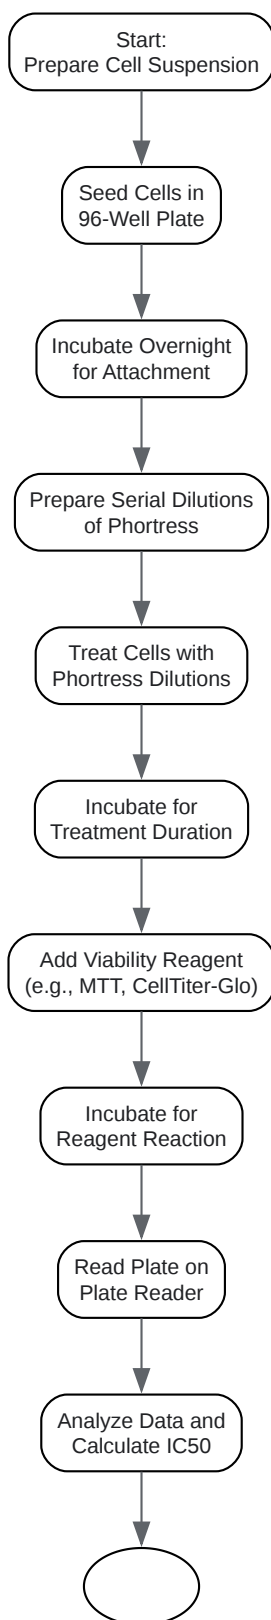 Start:
Prepare Cell Suspension
Seed Cells in
96-Well Plate
Incubate Overnight
for Attachment
Prepare Serial Dilutions
of Phortress
Treat Cells with
Phortress Dilutions
Incubate for
Treatment Duration
Add Viability Reagent
(e.g., MTT, CellTiter-Glo)
Incubate for
Reagent Reaction
Read Plate on
Plate Reader
Analyze Data and
Calculate IC50